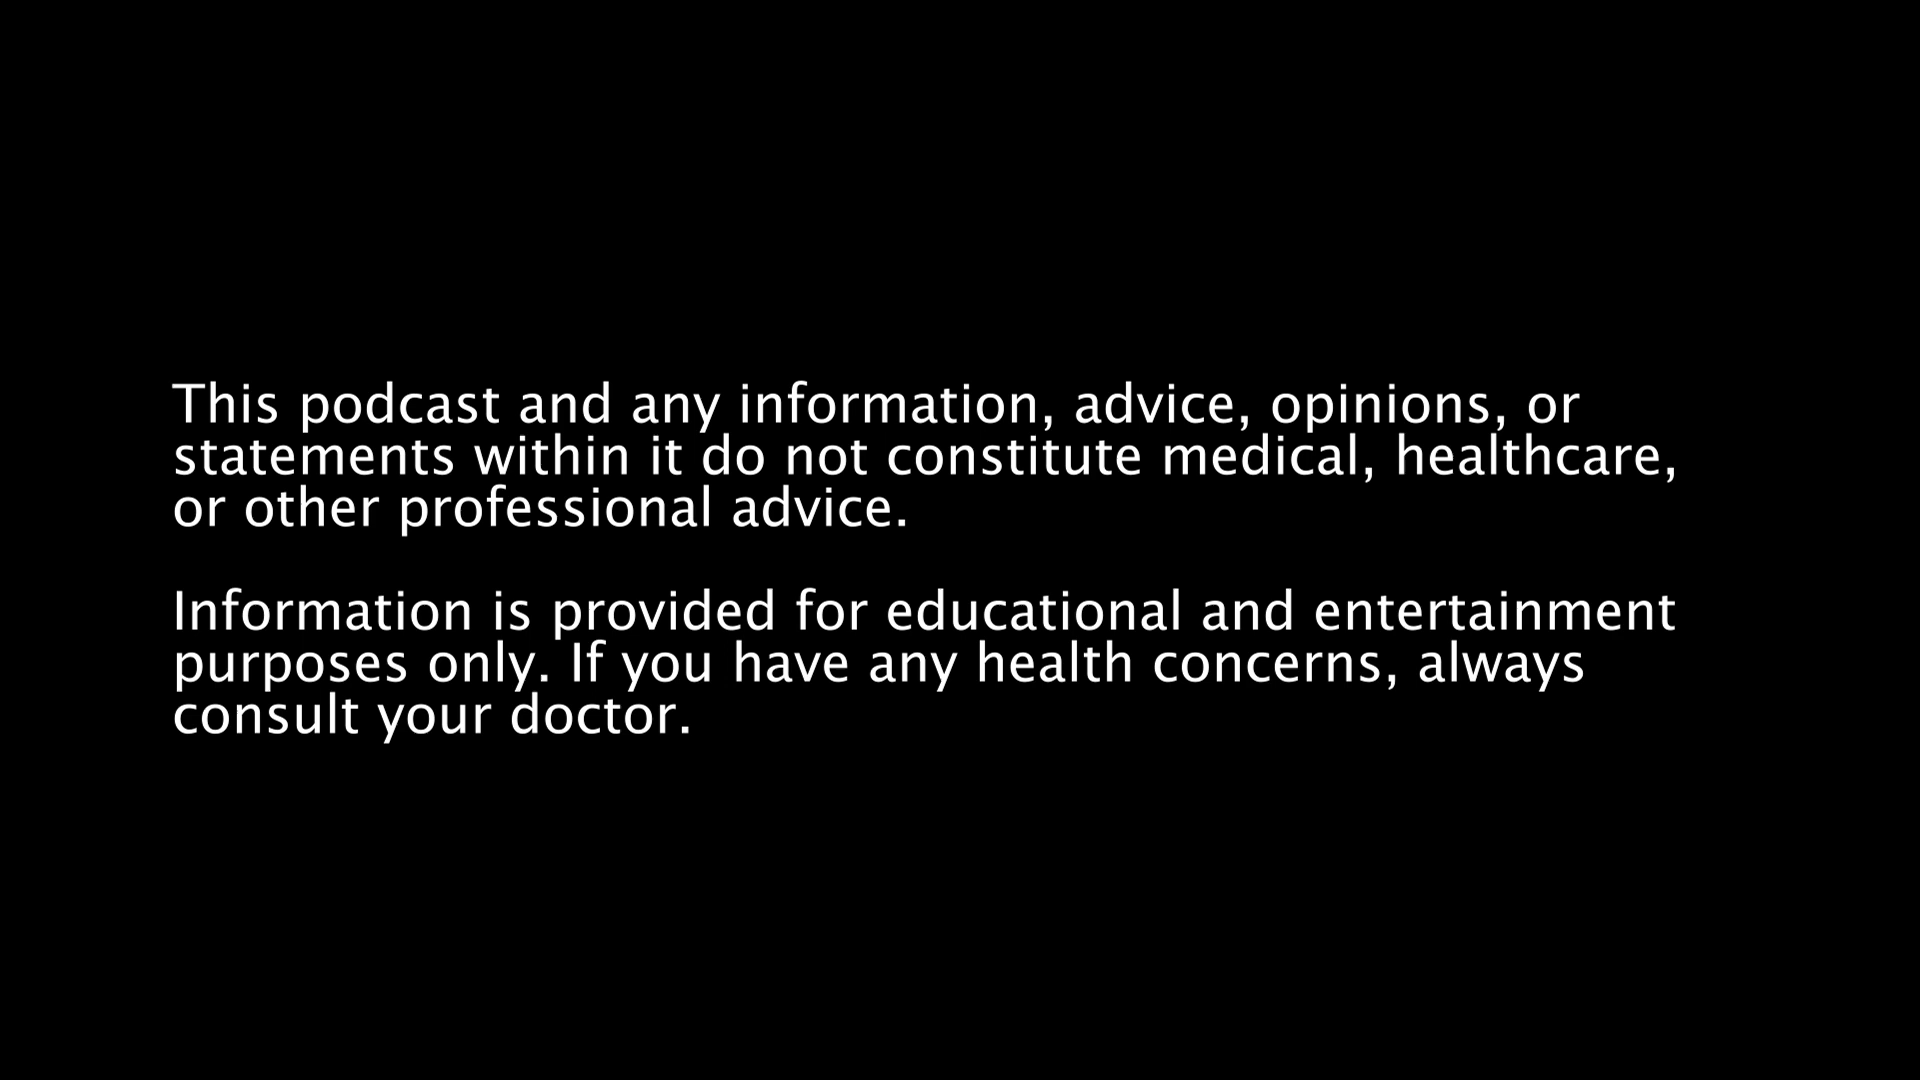 This podcast and any information, advice, opinions, or
statements within it do not constitute medical, healthcare,
or other professional advice.
Information is provided for educational and entertainment
purposes only. If you have any health concerns, always
consult your doctor.